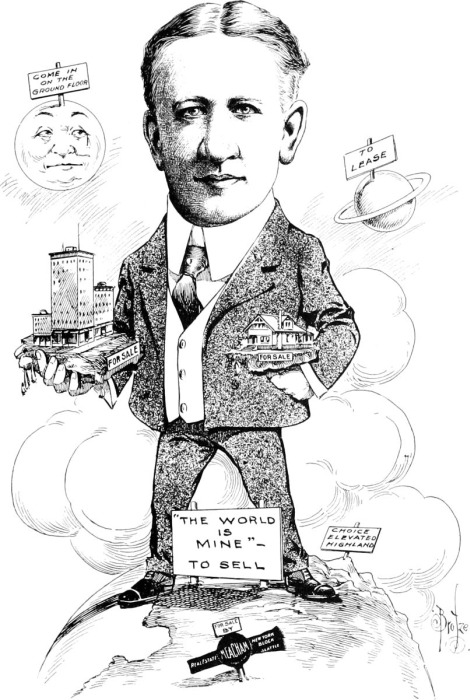 COME IN
ON THE
GROUND FLOOR
TO
LEASE
FOR SALE
FOR SALE
"THE WORLD
IS
MINE"–
TO SELL
CHOICE
ELEVATED
HIGHLAND
FOR SALE
BY
REAL ESTATE MEACHAM NEW YORK
BLOCK
SEATTLE